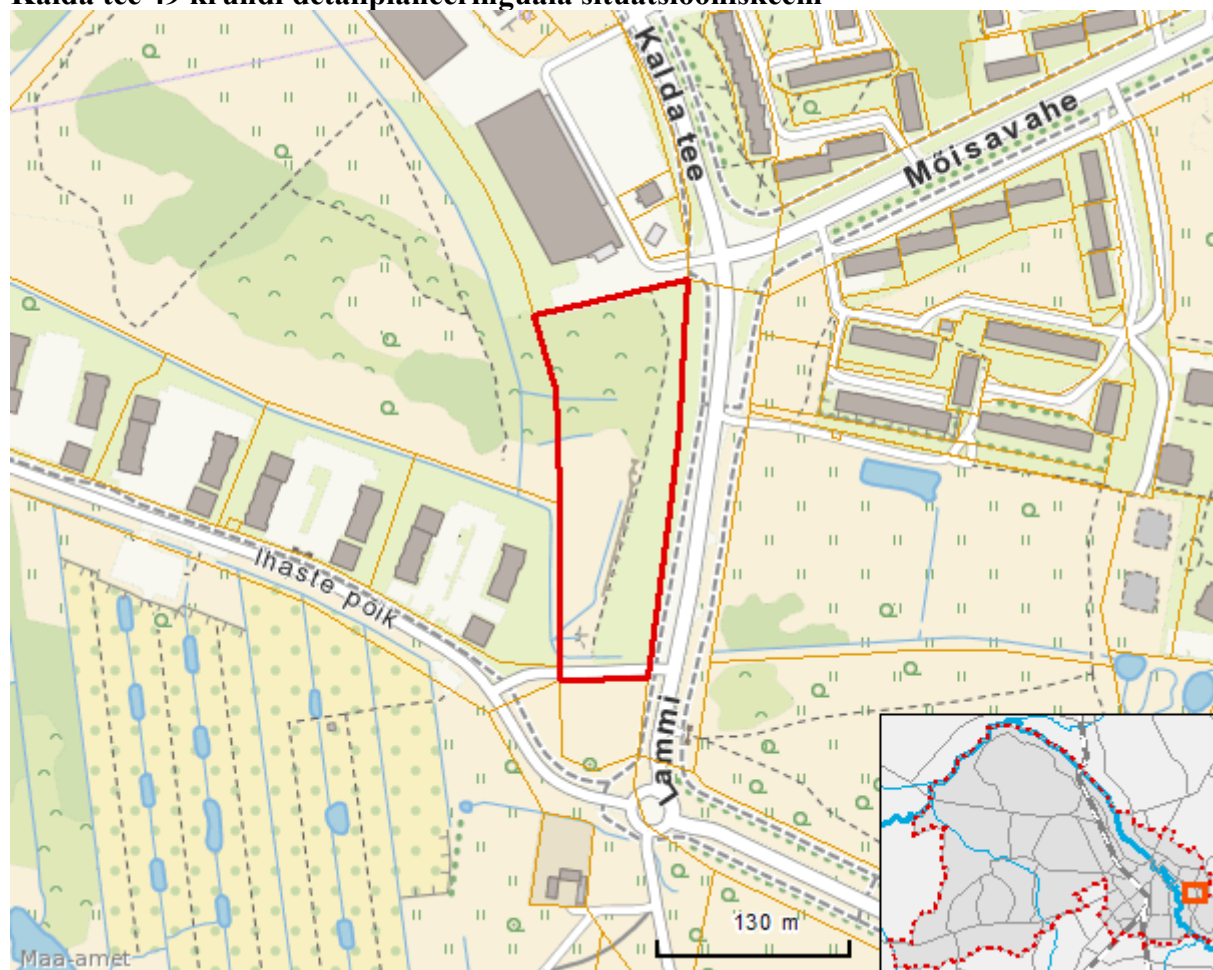 Kalda tee 49 krundi detailplaneeringuala situatsiooniskeem
Kalda tee
Mõisavahe
Ihaste põik
Lammi
130 m
Maa-amet